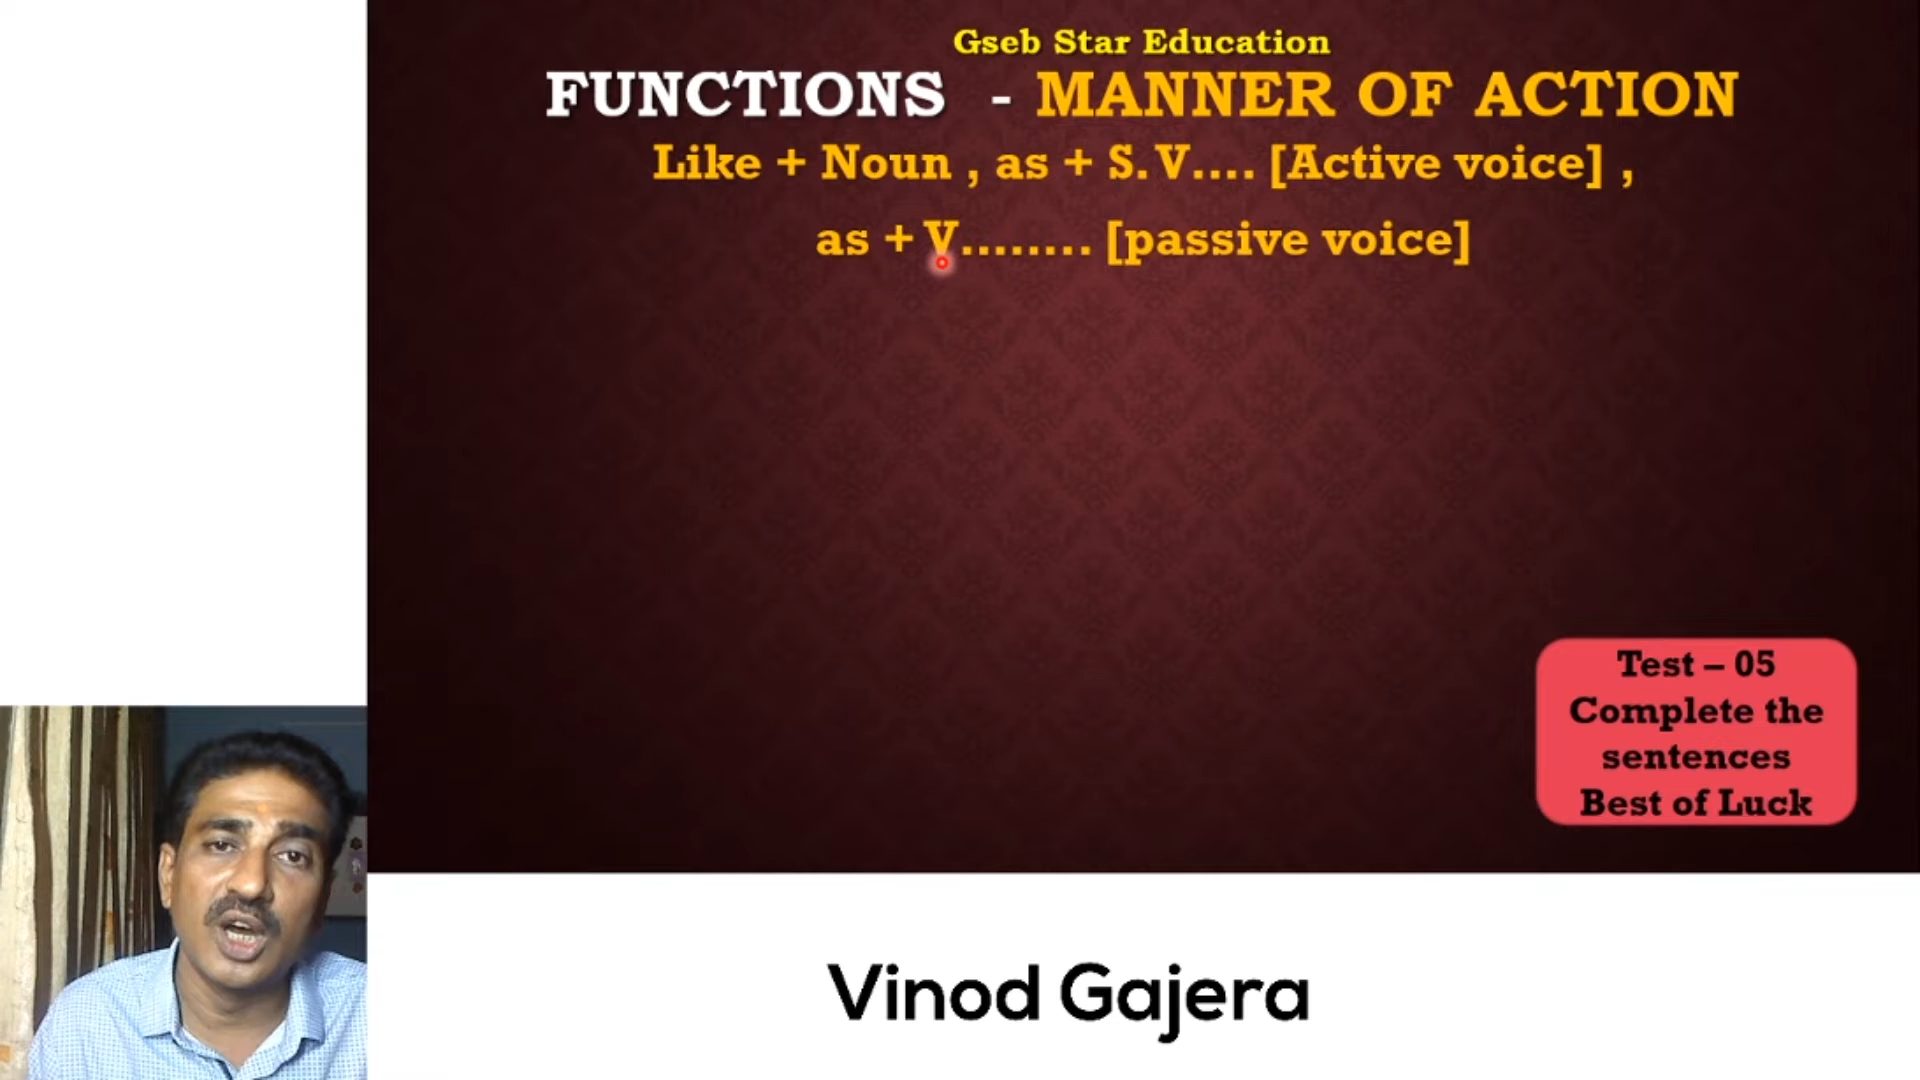 Gseb Star Education
FUNCTIONS - MANNER OF ACTION
Like + Noun , as + S.V.... [Active voice] ,
as + V........ [passive voice]
Test – 05
Complete the
sentences
Best of Luck
Vinod Gajera